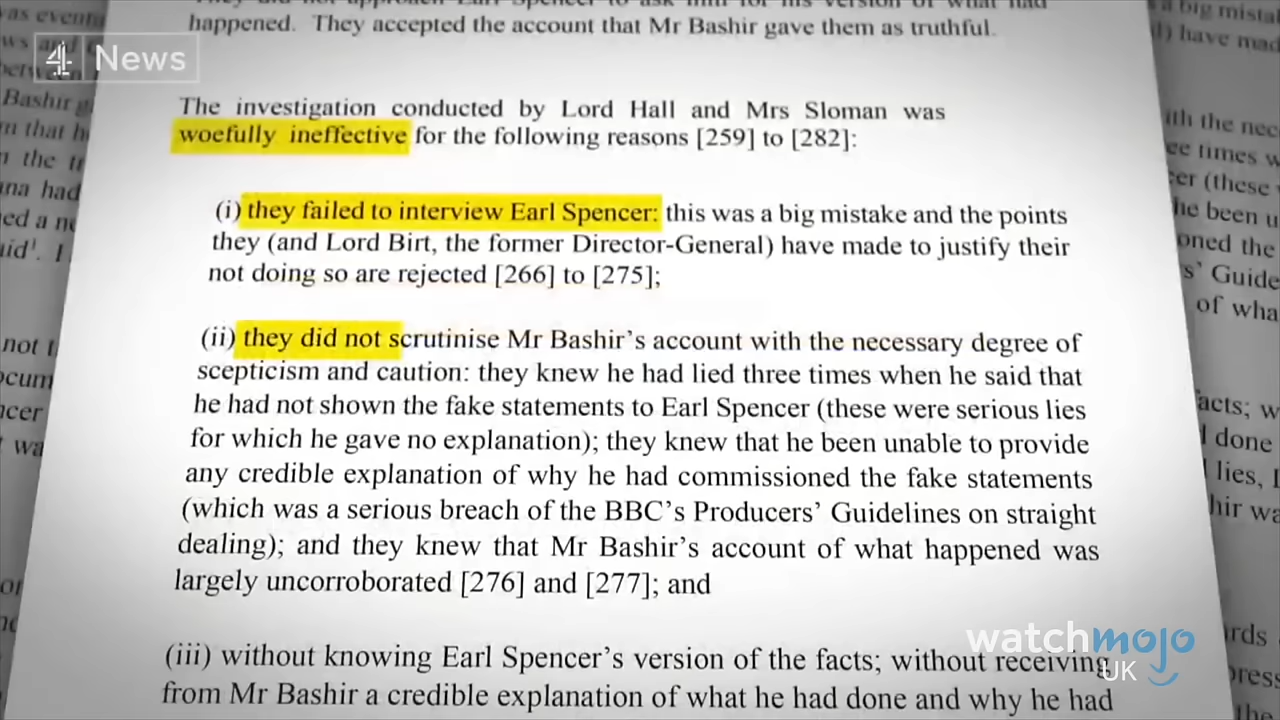 happened. They accepted the account that Mr Bashir gave them as truthful.
4 News
The investigation conducted by Lord Hall and Mrs Sloman was
woefully ineffective for the following reasons [259] to [282]:
(i) they failed to interview Earl Spencer: this was a big mistake and the points
they (and Lord Birt, the former Director-General) have made to justify their
not doing so are rejected [266] to [275];
(ii) they did not scrutinise Mr Bashir's account with the necessary degree of
scepticism and caution: they knew he had lied three times when he said that
he had not shown the fake statements to Earl Spencer (these were serious lies
for which he gave no explanation); they knew that he been unable to provide
any credible explanation of why he had commissioned the fake statements
(which was a serious breach of the BBC's Producers' Guidelines on straight
dealing); and they knew that Mr Bashir's account of what happened was
largely uncorroborated [276] and [277]; and
(iii) without knowing Earl Spencer's version of the facts; without receiving
from Mr Bashir a credible explanation of what he had done and why he had
watchmojo
UK